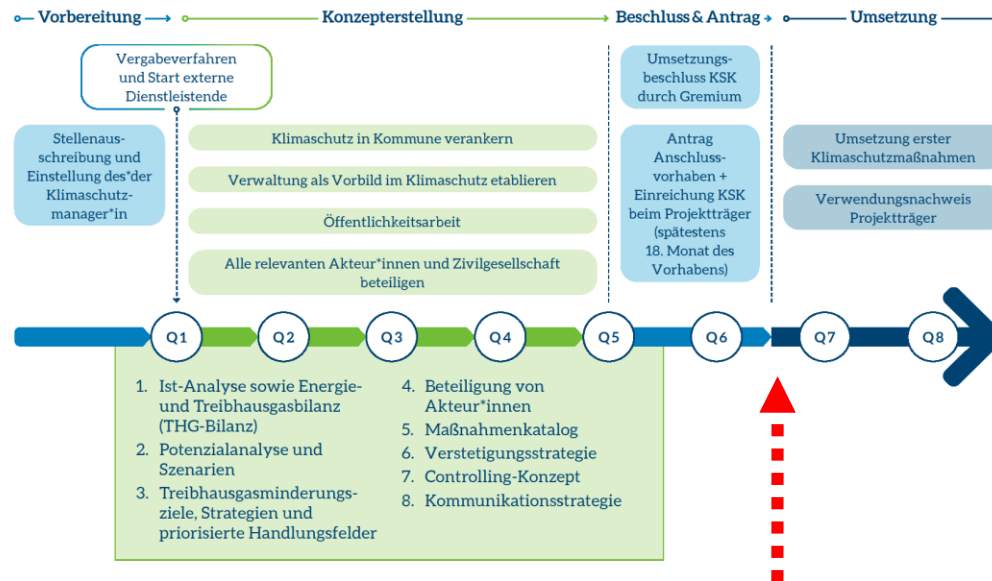 Vorbereitung
Konzepterstellung
Beschluss & Antrag
Umsetzung
Vergabeverfahren
und Start externe
Dienstleistende
Stellenaus-
schreibung und
Einstellung des*der
Klimaschutz-
manager*in
Klimaschutz in Kommune verankern
Verwaltung als Vorbild im Klimaschutz etablieren
Öffentlichkeitsarbeit
Alle relevanten Akteur*innen und Zivilgesellschaft
beteiligen
Umsetzungs-
beschluss KSK
durch Gremium
Antrag
Anschluss-
vorhaben +
Einreichung KSK
beim Projektträger
(spätestens
18. Monat des
Vorhabens)
Umsetzung erster
Klimaschutzmaßnahmen
Verwendungsnachweis
Projektträger
Q1
Q2
Q3
Q4
Q5
Q6
Q7
Q8
1. Ist-Analyse sowie Energie-
und Treibhausgasbilanz
(THG-Bilanz)
2. Potenzialanalyse und
Szenarien
3. Treibhausgasminderungs-
ziele, Strategien und
priorisierte Handlungsfelder
4. Beteiligung von
Akteur*innen
5. Maßnahmenkatalog
6. Verstetigungsstrategie
7. Controlling-Konzept
8. Kommunikationsstrategie